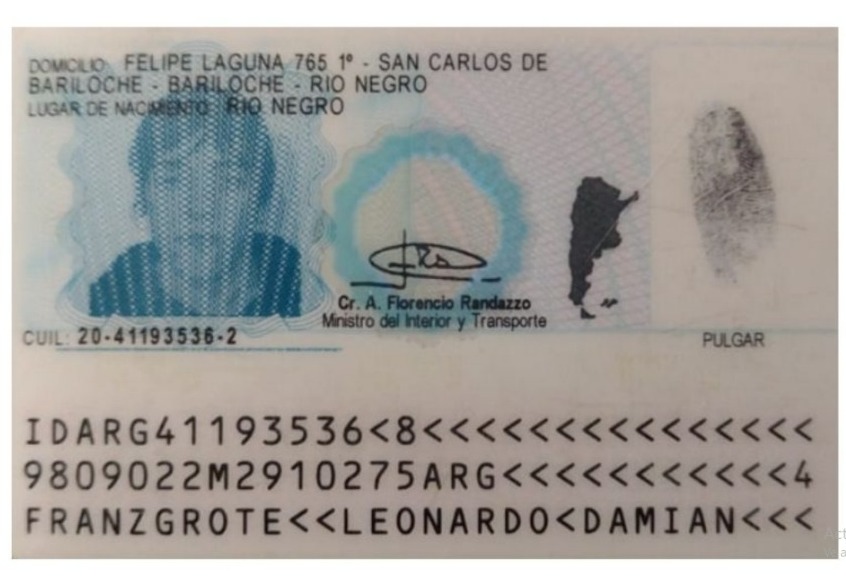 DOMICILIO: FELIPE LAGUNA 765 1º - SAN CARLOS DE
BARILOCHE - BARILOCHE - RIO NEGRO
LUGAR DE NACIMIENTO: RIO NEGRO
Cr. A. Florencio Randazzo
Ministro del Interior y Transporte
CUIL: 20-41193536-2
PULGAR
IDARG41193536<8<<<<<<<<<<<<<<<
9809022M2910275ARG<<<<<<<<<<<4
FRANZGROTE<<LEONARDO<DAMIAN<<<